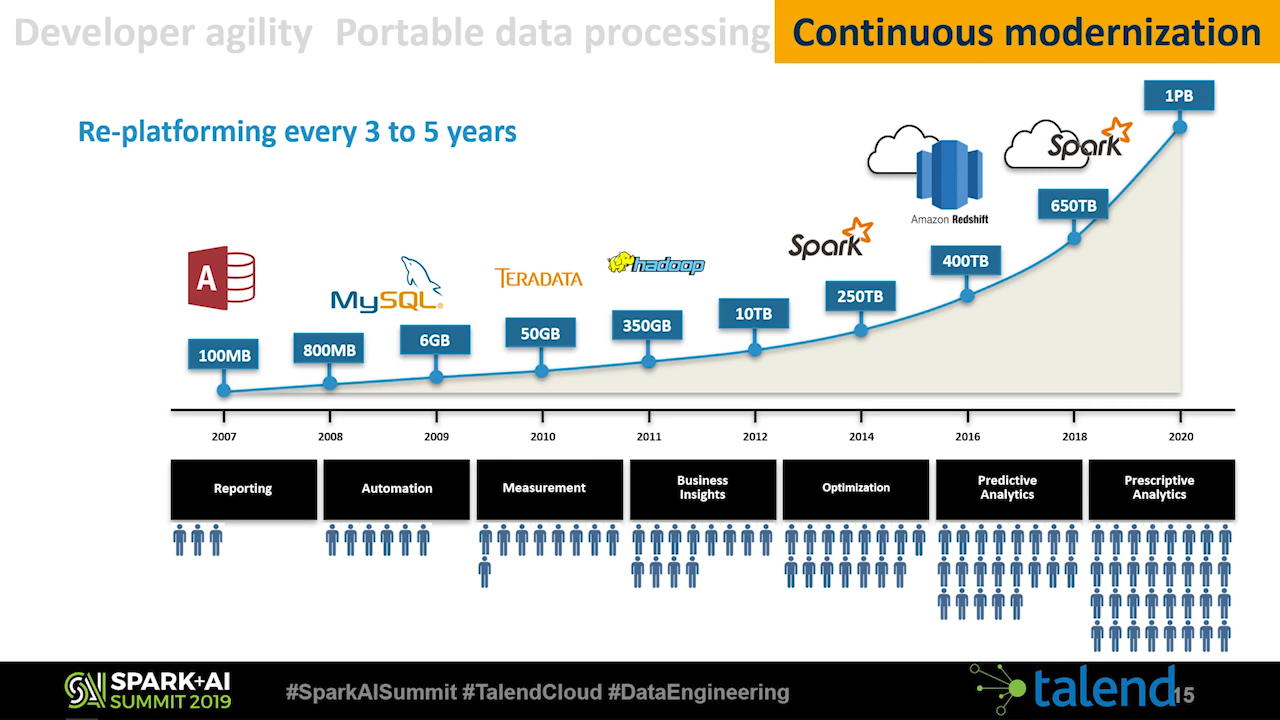 Developer agility Portable data processing Continuous modernization
Re-platforming every 3 to 5 years
1PB
Spark
650TB
Amazon Redshift
Spark
400TB
250TB
hadoop
TERADATA
A
MySQL®
10TB
350GB
50GB
6GB
800MB
100MB
2007 2008 2009 2010 2011 2012 2014 2016 2018 2020
Reporting
Automation
Measurement
Business
Insights
Optimization
Predictive
Analytics
Prescriptive
Analytics
SPARK+AI
SUMMIT 2019
#SparkAISummit #TalendCloud #DataEngineering
talend
15